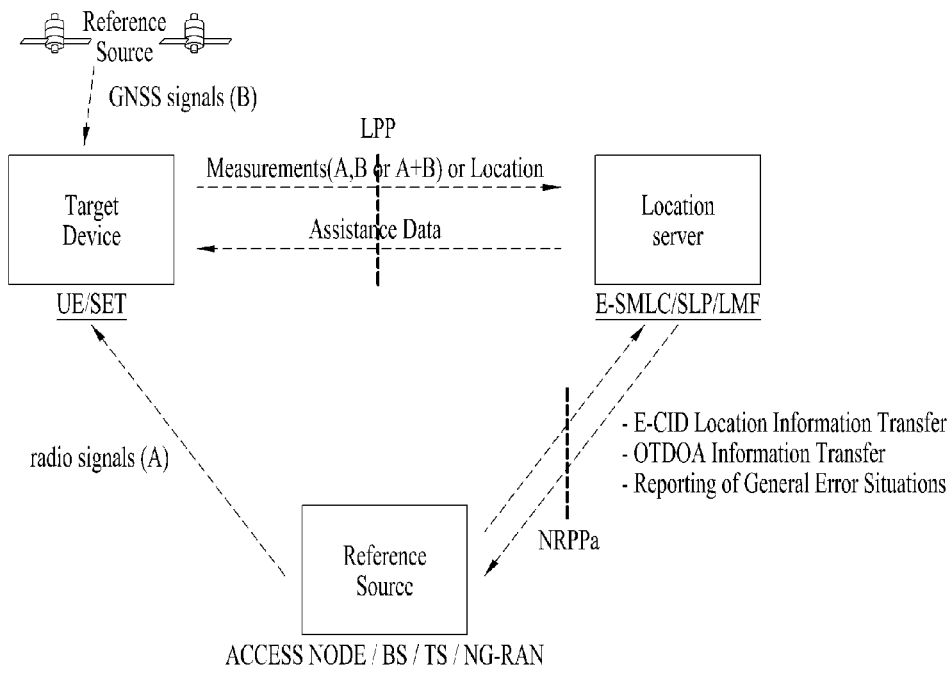 Reference
Source
GNSS signals (B)
LPP
Measurements(A,B or A+B) or Location
Target
Device
Assistance Data
Location
server
UE/SET
E-SMLC/SLP/LMF
radio signals (A)
- E-CID Location Information Transfer
- OTDOA Information Transfer
- Reporting of General Error Situations
NRPPa
Reference
Source
ACCESS NODE / BS / TS / NG-RAN